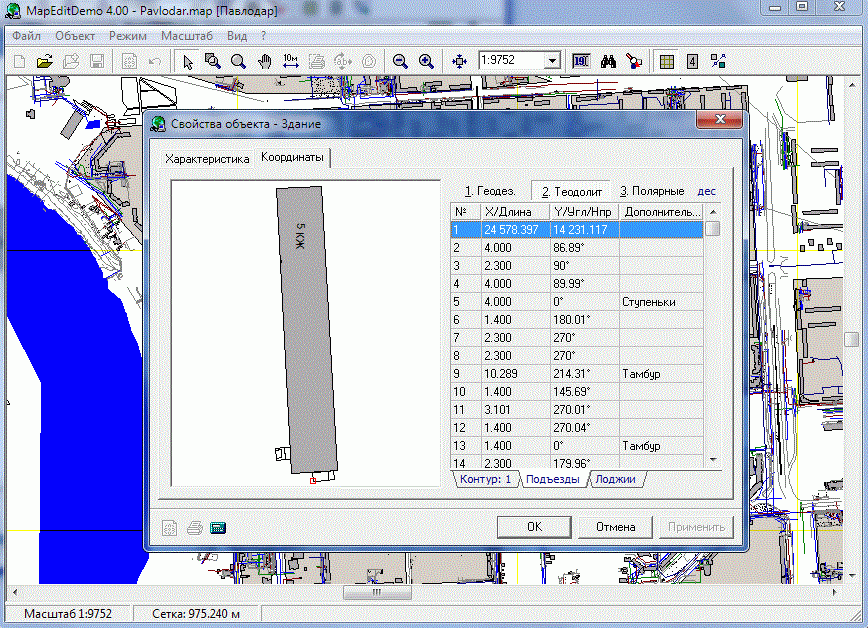 MapEditDemo 4.00 - Pavlodar.map [Павлодар]
Файл Объект Режим Масштаб Вид ?
1:9752
Свойства объекта - Здание
Характеристика Координаты
1. Геодез. 2. Теодолит 3. Полярные дес
№ X/Длина Y/Угл/Нпр Дополнитель...
1 24 578.397 14 231.117
2 4.000 86.89°
3 2.300 90°
4 4.000 89.99°
5 4.000 0° Ступеньки
6 1.400 180.01°
7 2.300 270°
8 2.300 270°
9 10.289 214.31° Тамбур
10 1.400 145.69°
11 3.101 270.01°
12 1.400 270.04°
13 1.400 0° Тамбур
14 2.300 179.96°
5 КЖ
Контур: 1 Подъезды Лоджии
OK Отмена Применить
Масштаб 1:9752 Сетка: 975.240 м